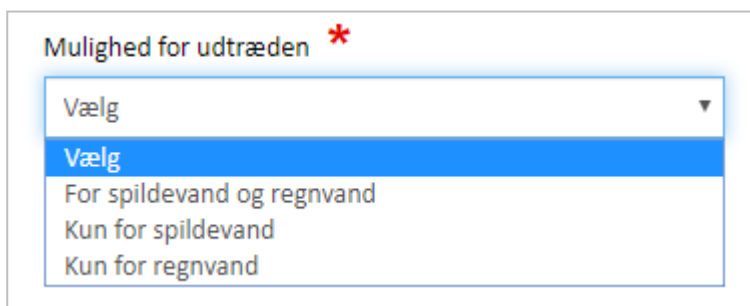 Mulighed for udtræden *
Vælg
Vælg
For spildevand og regnvand
Kun for spildevand
Kun for regnvand